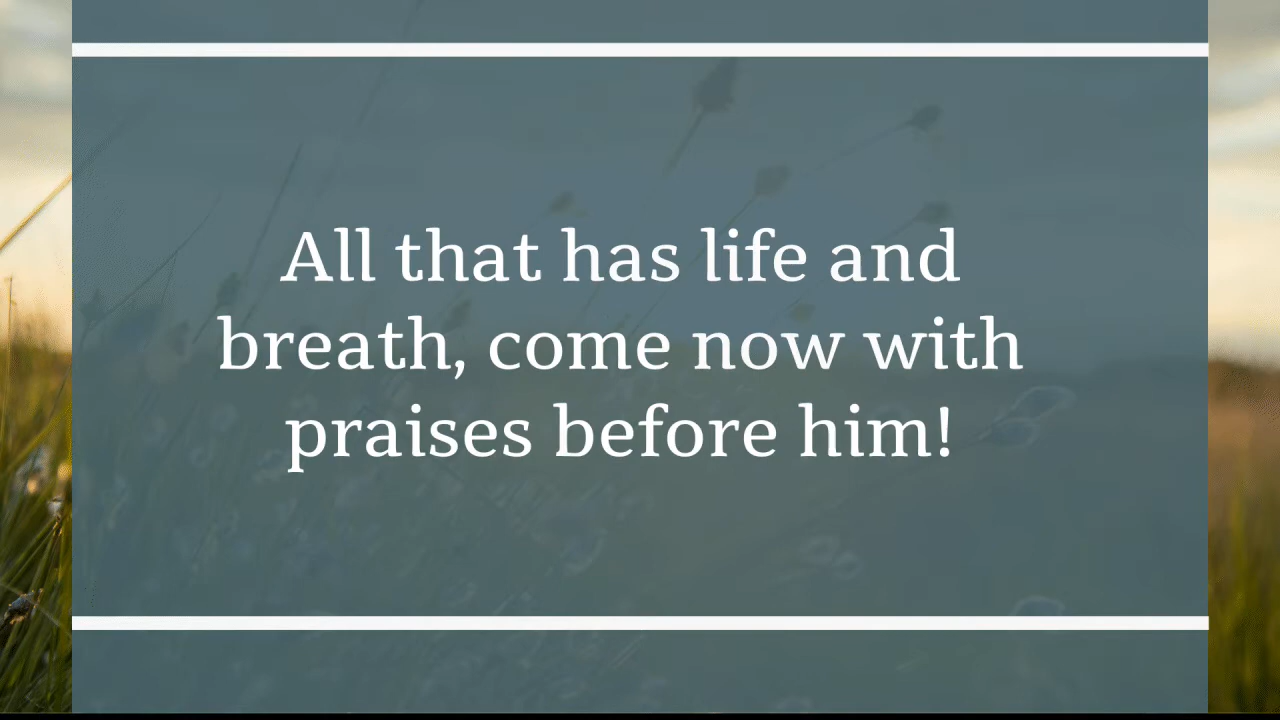 All that has life and
breath, come now with
praises before him!